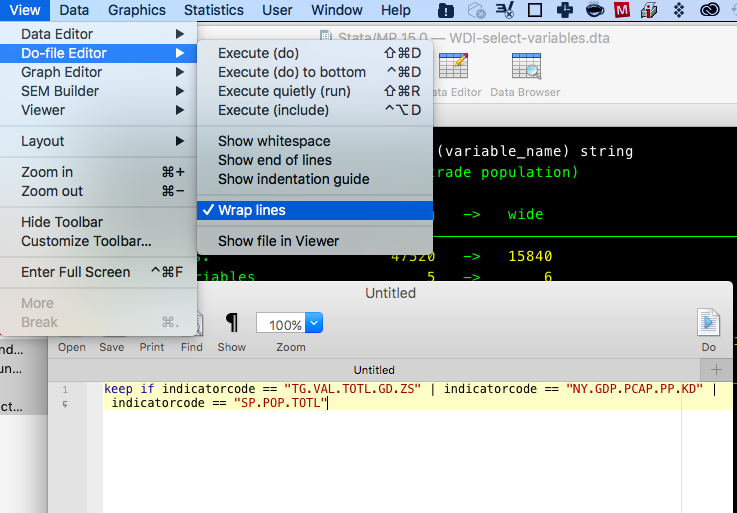 View Data Graphics Statistics User Window Help
Data Editor
Do-file Editor
Graph Editor
SEM Builder
Viewer
Layout
Zoom in ⌘+
Zoom out ⌘−
Hide Toolbar
Customize Toolbar...
Enter Full Screen ^⌘F
More
Break ⌘.
Execute (do) ⇧⌘D
Execute (do) to bottom ^⌘D
Execute quietly (run) ⇧⌘R
Execute (include) ^⌥D
Show whitespace
Show end of lines
Show indentation guide
✓ Wrap lines
Show file in Viewer
Stata/MP 15.0 — WDI-select-variables.dta
ata Editor Data Browser
(variable_name) string
rade population)
-> wide
47520 -> 15840
riables 5 -> 6
Untitled
¶ 100%
Open Save Print Find Show Zoom Do
Untitled +
1 keep if indicatorcode == "TG.VAL.TOTL.GD.ZS" | indicatorcode == "NY.GDP.PCAP.PP.KD" |
indicatorcode == "SP.POP.TOTL"
nd...
un...
ct...